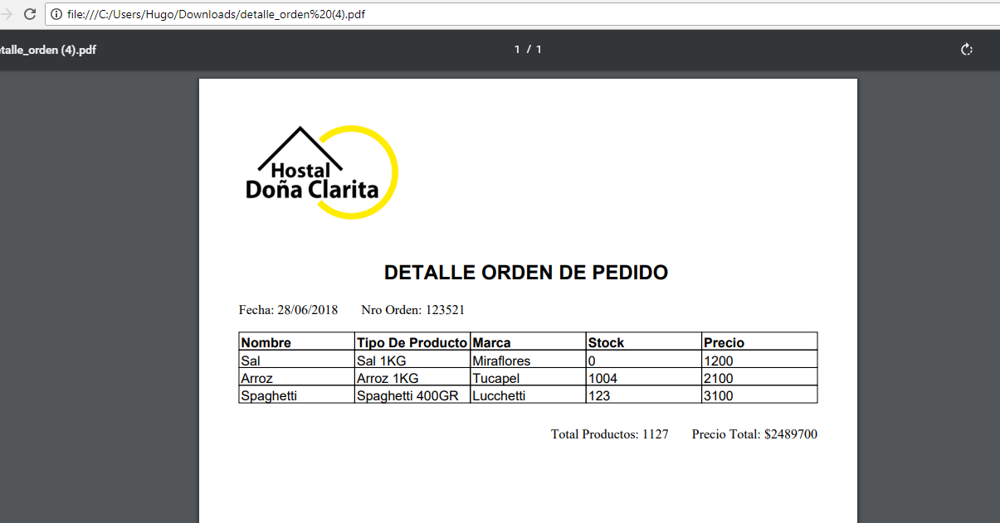 file:///C:/Users/Hugo/Downloads/detalle_orden%20(4).pdf
talle_orden (4).pdf 1 / 1
Hostal
Doña Clarita
DETALLE ORDEN DE PEDIDO
Fecha: 28/06/2018 Nro Orden: 123521
Nombre Tipo De Producto Marca Stock Precio
Sal Sal 1KG Miraflores 0 1200
Arroz Arroz 1KG Tucapel 1004 2100
Spaghetti Spaghetti 400GR Lucchetti 123 3100
Total Productos: 1127 Precio Total: $2489700